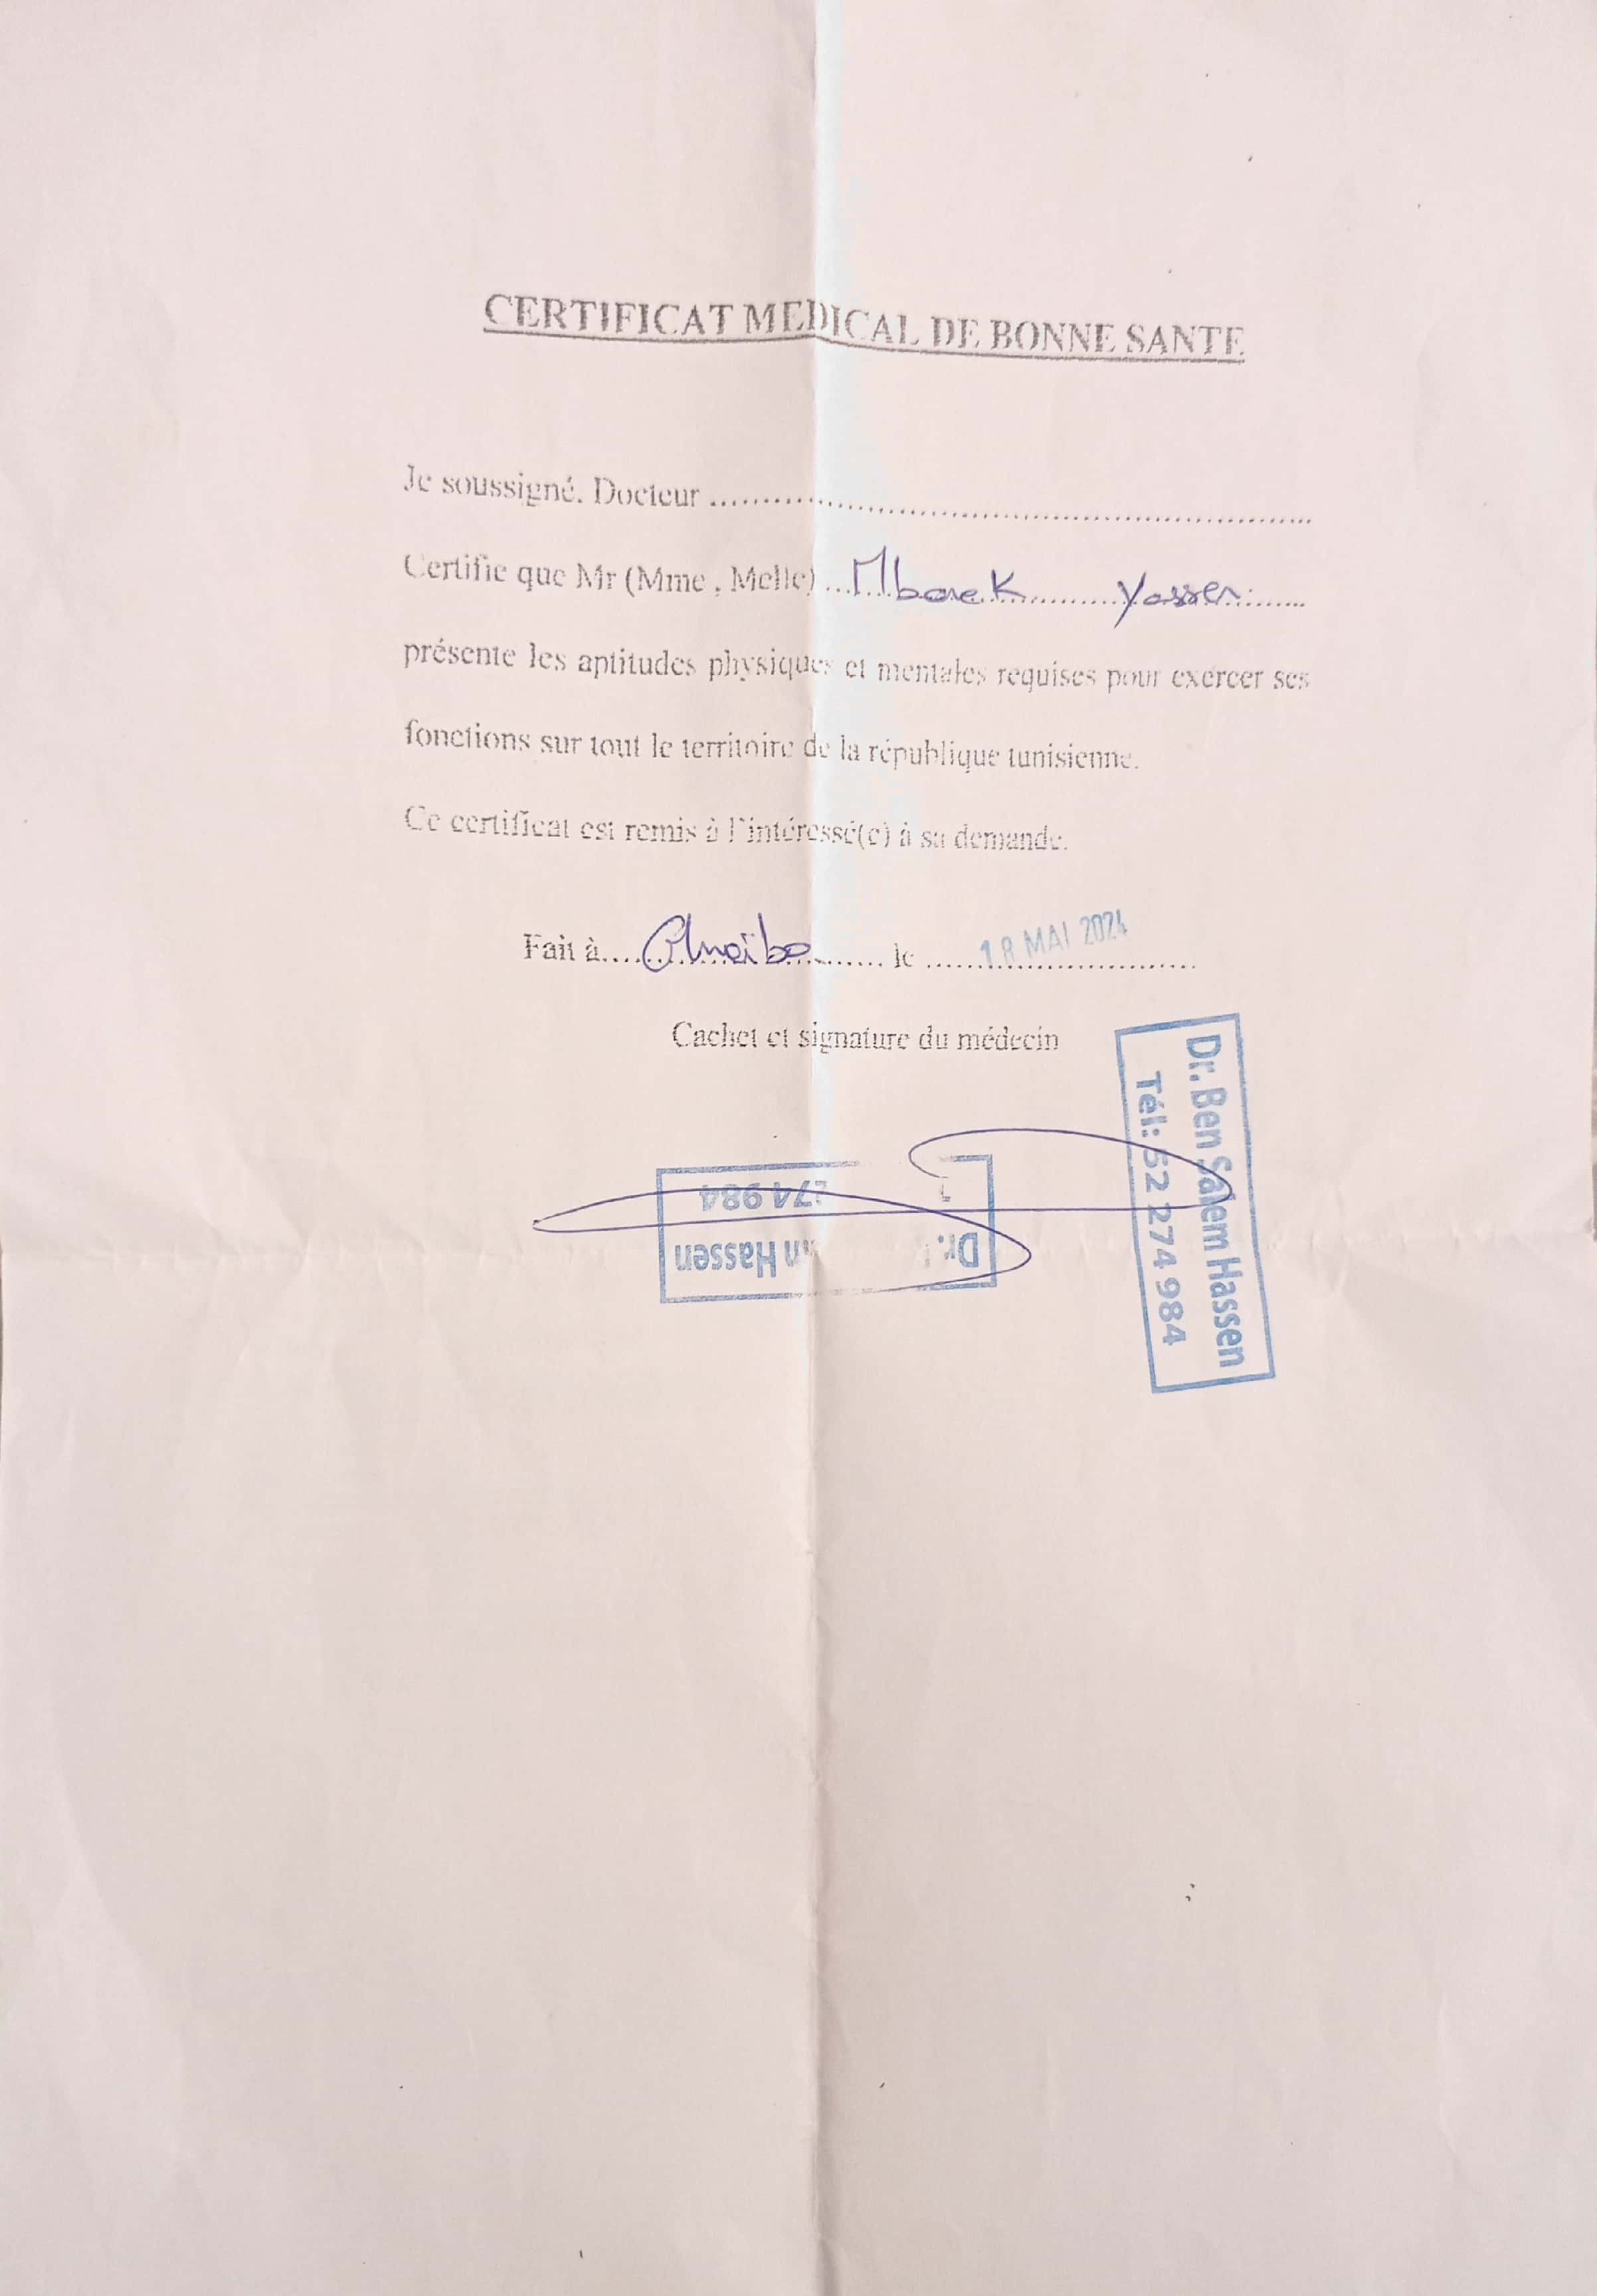 CERTIFICAT MEDICAL DE BONNE SANTE
Je soussigné. Docteur ..............................
Certifie que Mr (Mme , Melle) ... Mbarek ............ Yassen ......
présente les aptitudes physiques et mentales requises pour exercer ses
fonctions sur tout le territoire de la république tunisienne.
Ce certificat est remis à l'intéressé(e) à sa demande.
Fait à.... ......... le ...18 MAI 2024......
Cachet et signature du médecin
Dr. Ben Salem Hassen
Tél: 52 274 984
Dr. Hassen
274 984